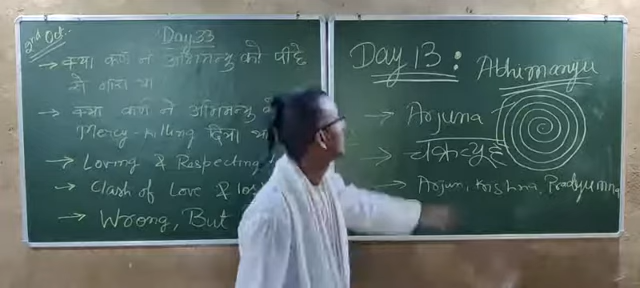 2nd Oct.
Day 33
→ क्या कर्ण ने अभिमन्यु को पीछे
से मारा था
→ क्या कर्ण ने अभिमन्यु
Mercy-killing दिया था
→ Loving & Respecting
→ Clash of Love &
→ Wrong, But
Day 13 :
Abhimanyu
→ Arjuna
→ चक्रव्यूह
→ Arjun, Krishna, Pradyumna